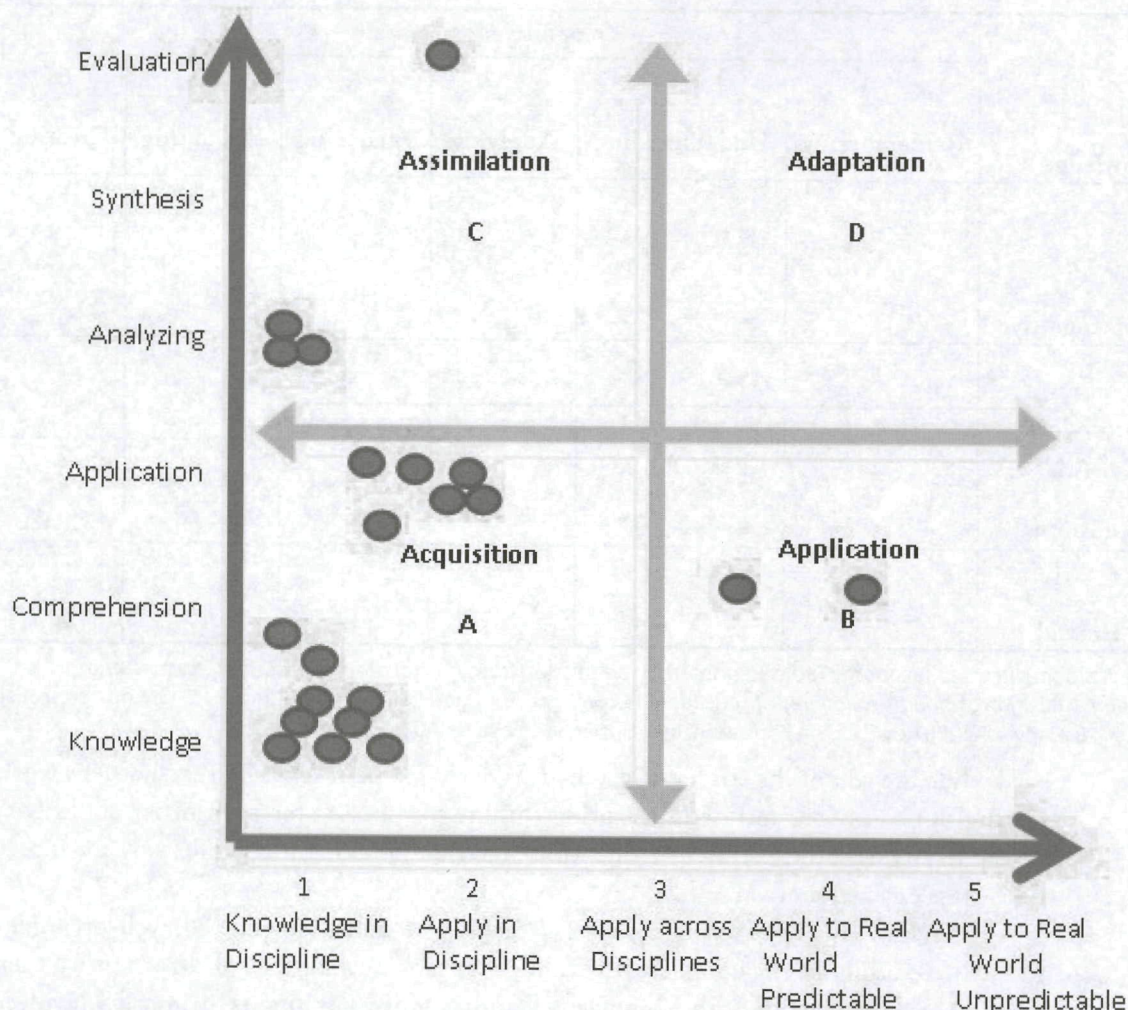 Evaluation
Assimilation
Adaptation
Synthesis
C
D
Analyzing
Application
Acquisition
Application
Comprehension
A
B
Knowledge
1
2
3
4
5
Knowledge in
Discipline
Apply in
Discipline
Apply across
Disciplines
Apply to Real
World
Predictable
Apply to Real
World
Unpredictable